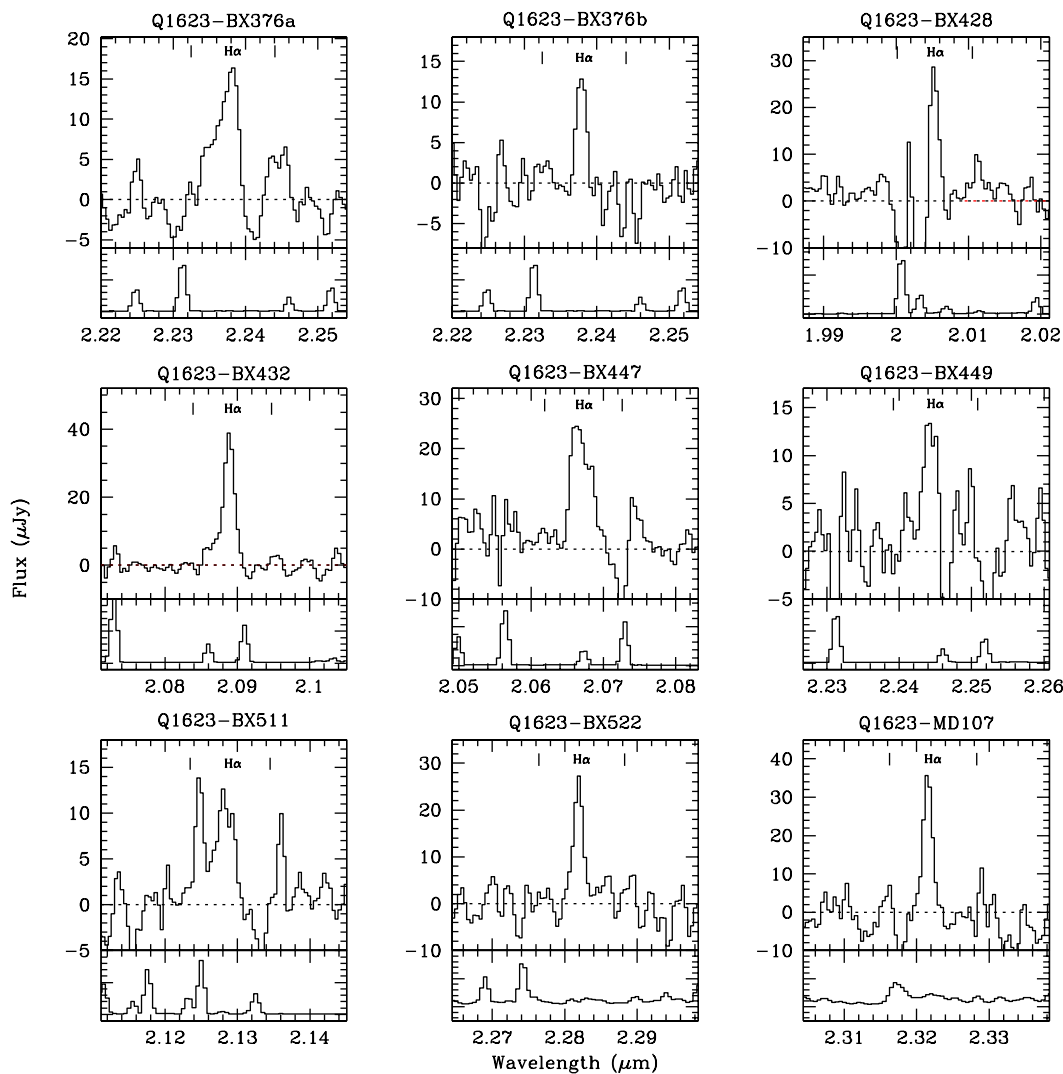 Q1623-BX376a
Q1623-BX376b
Q1623-BX428
20
15
10
5
0
−5
Hα
2.22 2.23 2.24 2.25
15
10
5
0
−5
Hα
2.22 2.23 2.24 2.25
30
20
10
0
−10
Hα
1.99 2 2.01 2.02
Q1623-BX432
Q1623-BX447
Q1623-BX449
40
20
0
Hα
2.08 2.09 2.1
30
20
10
0
−10
Hα
2.05 2.06 2.07 2.08
15
10
5
0
−5
Hα
2.23 2.24 2.25 2.26
Flux (μJy)
Q1623-BX511
Q1623-BX522
Q1623-MD107
15
10
5
0
−5
Hα
2.12 2.13 2.14
30
20
10
0
−10
Hα
2.27 2.28 2.29
40
30
20
10
0
−10
Hα
2.31 2.32 2.33
Wavelength (μm)